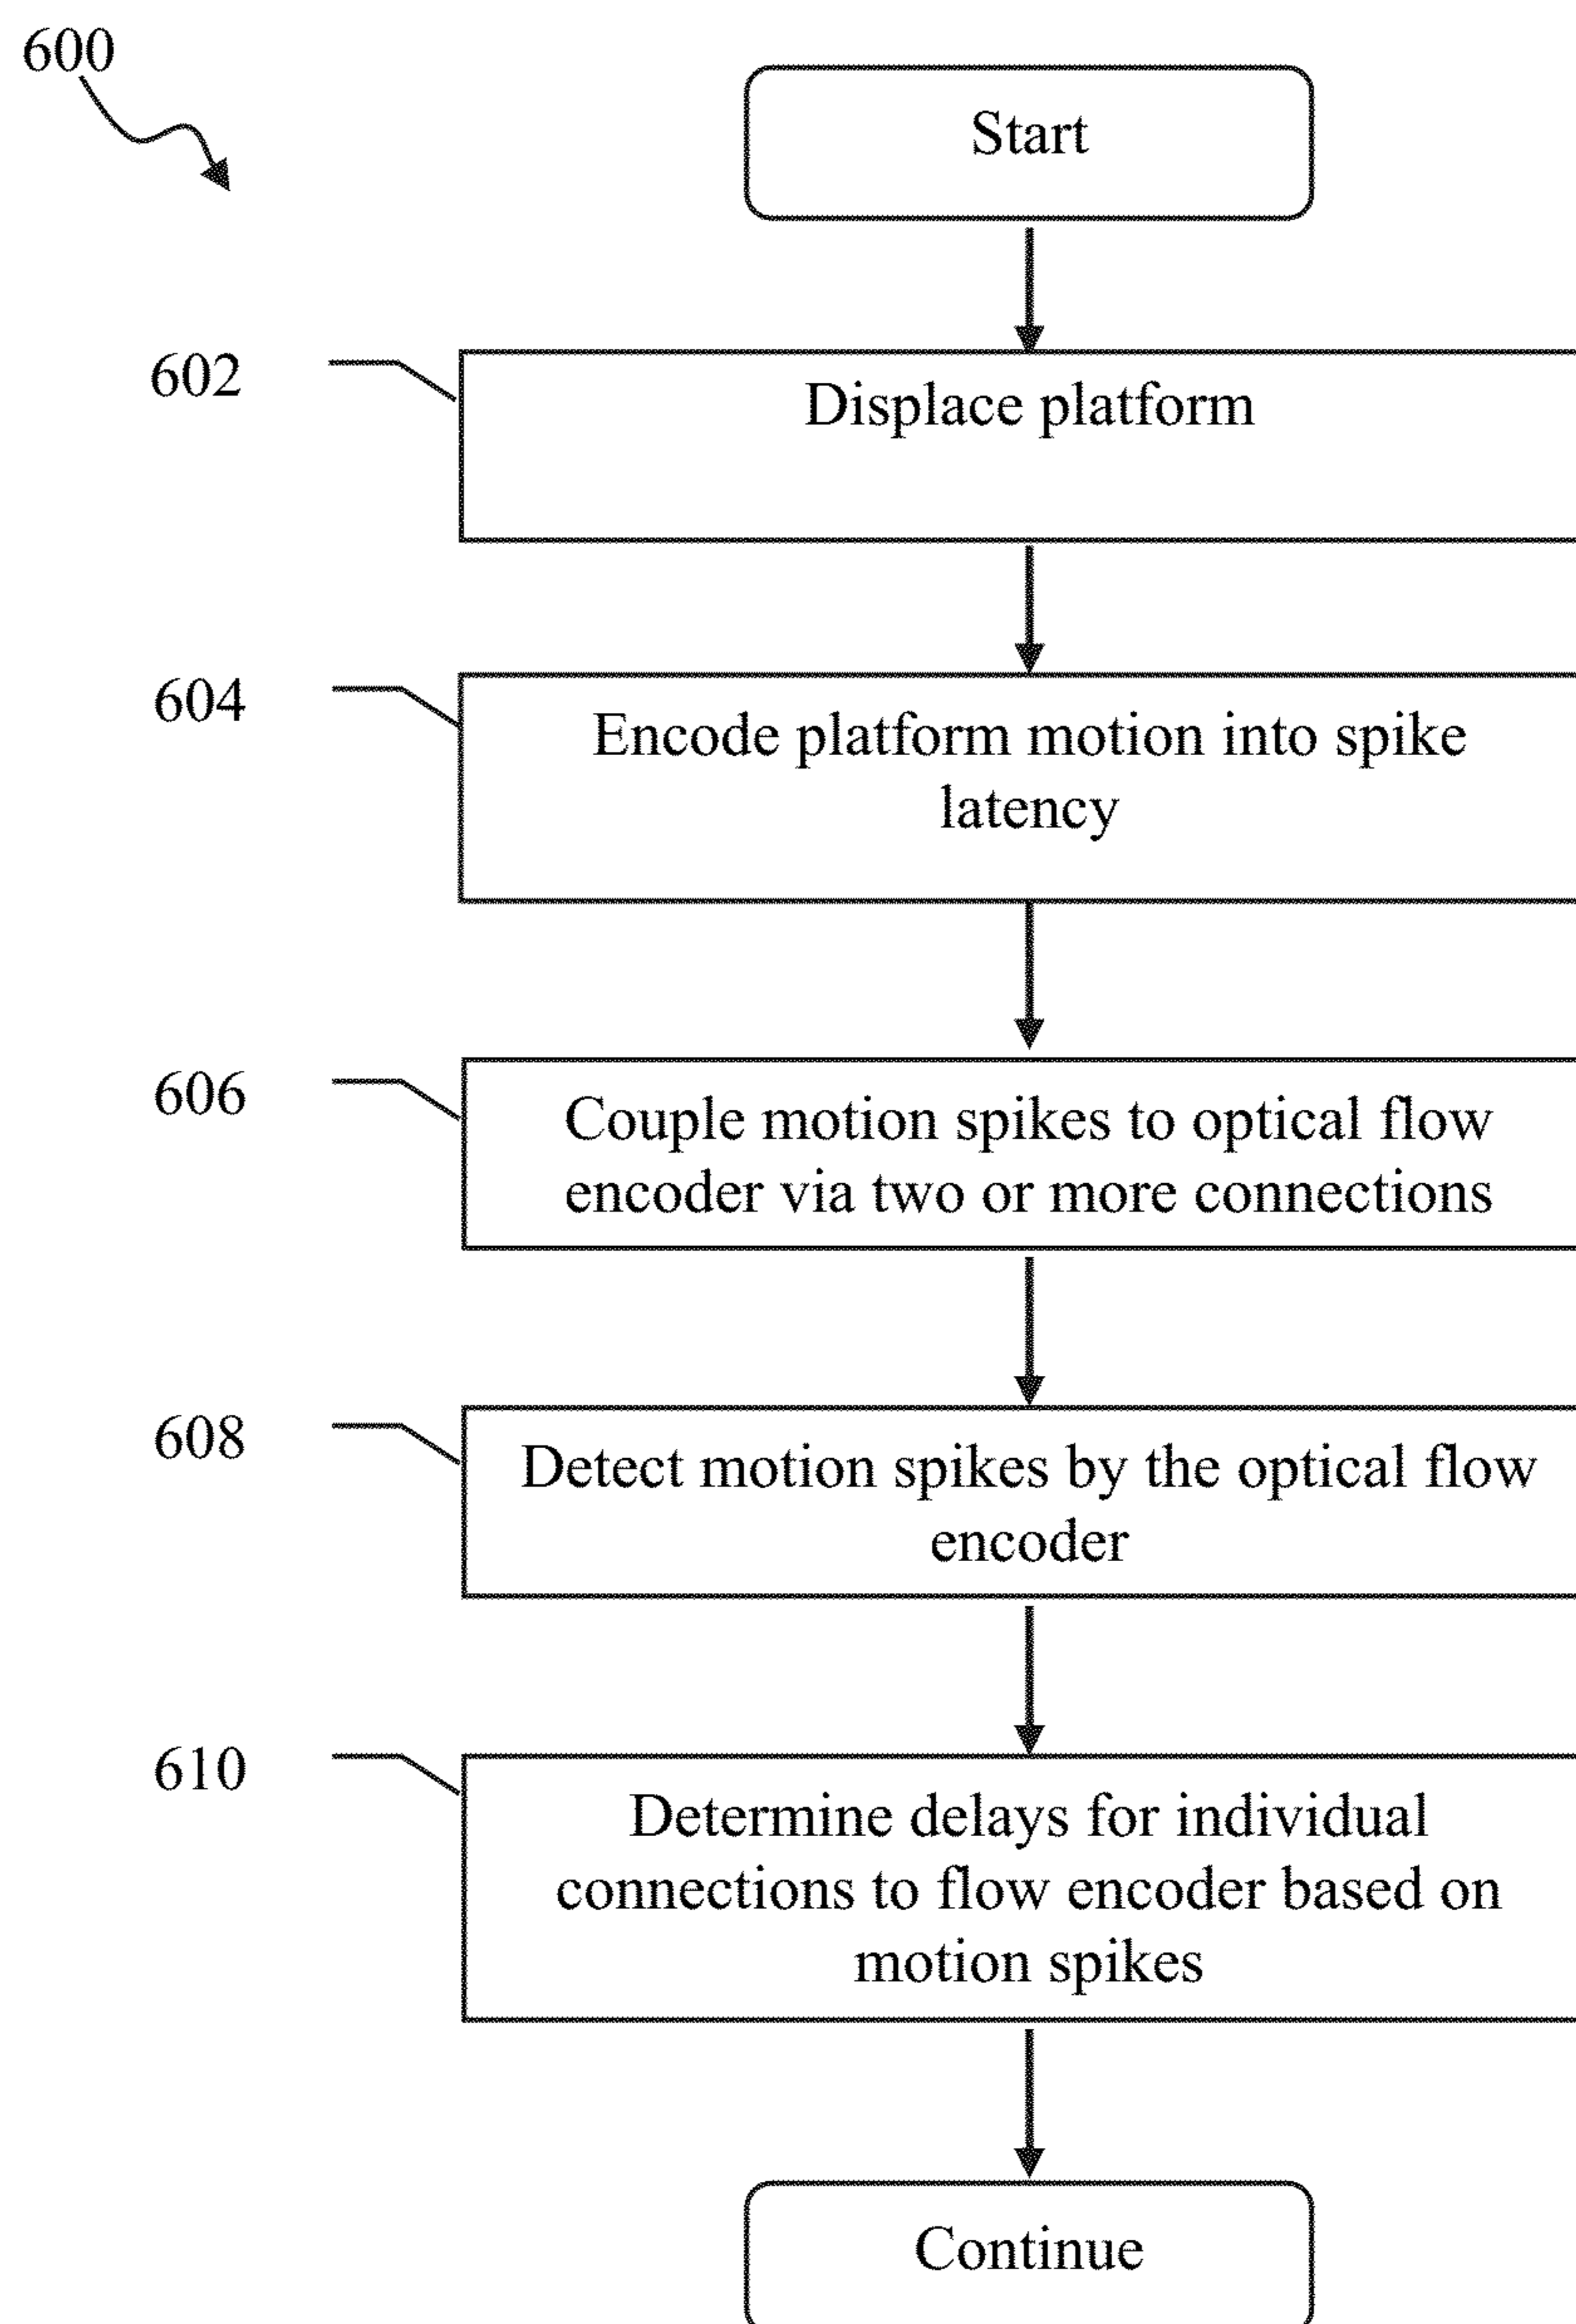 600
Start
602
Displace platform
604
Encode platform motion into spike
latency
606
Couple motion spikes to optical flow
encoder via two or more connections
608
Detect motion spikes by the optical flow
encoder
610
Determine delays for individual
connections to flow encoder based on
motion spikes
Continue